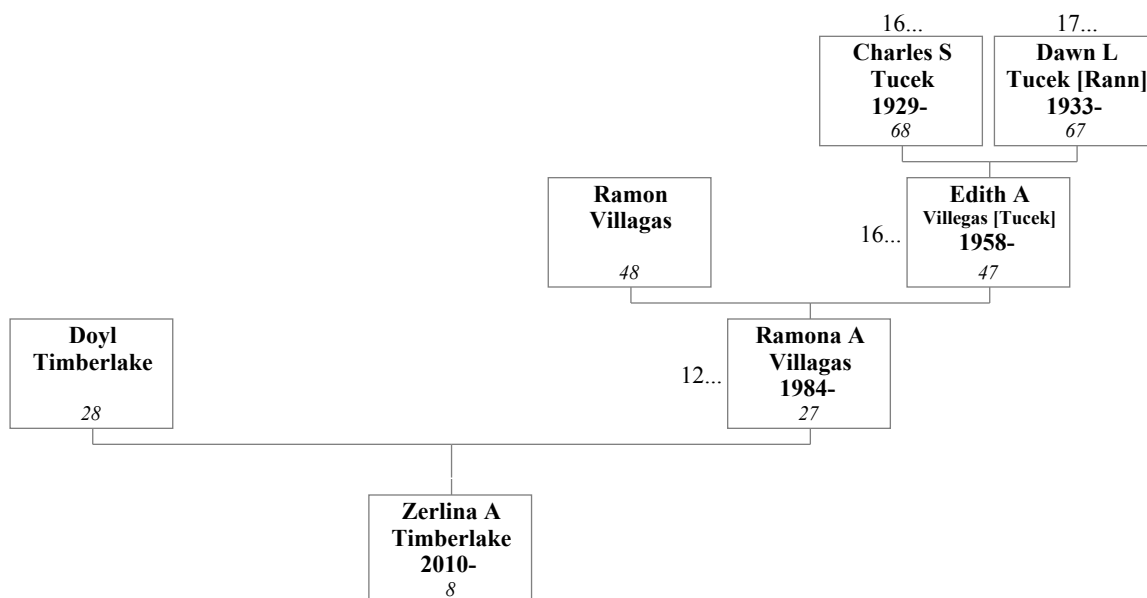 16...
17...
Charles S
Tucek
1929-
68
Dawn L
Tucek [Rann]
1933-
67
Ramon
Villagas
48
16...
Edith A
Villegas [Tucek]
1958-
47
Doyl
Timberlake
28
12...
Ramona A
Villagas
1984-
27
Zerlina A
Timberlake
2010-
8